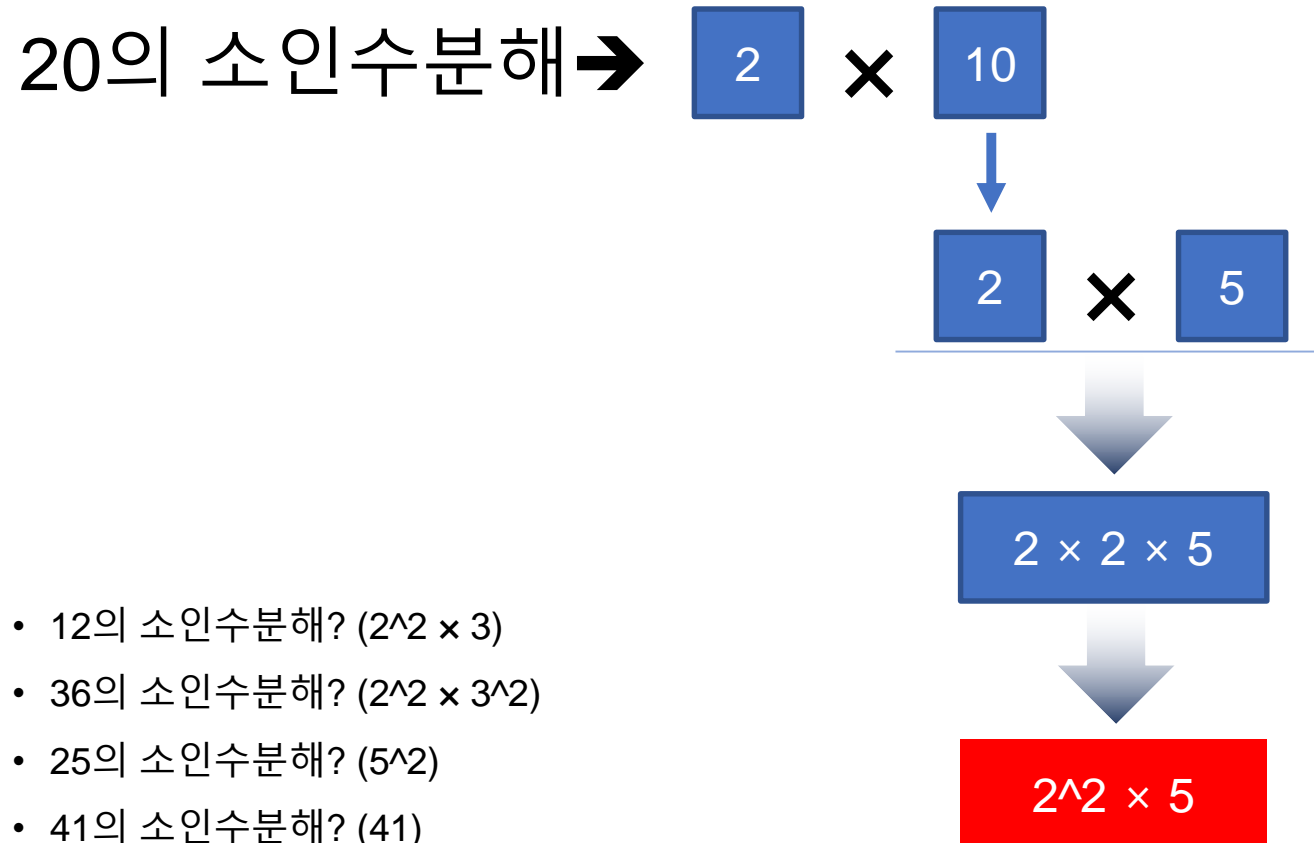 20의 소인수분해➔ 2 × 10
2 × 5
2 × 2 × 5
2^2 × 5
• 12의 소인수분해? (2^2 × 3)
• 36의 소인수분해? (2^2 × 3^2)
• 25의 소인수분해? (5^2)
• 41의 소인수분해? (41)